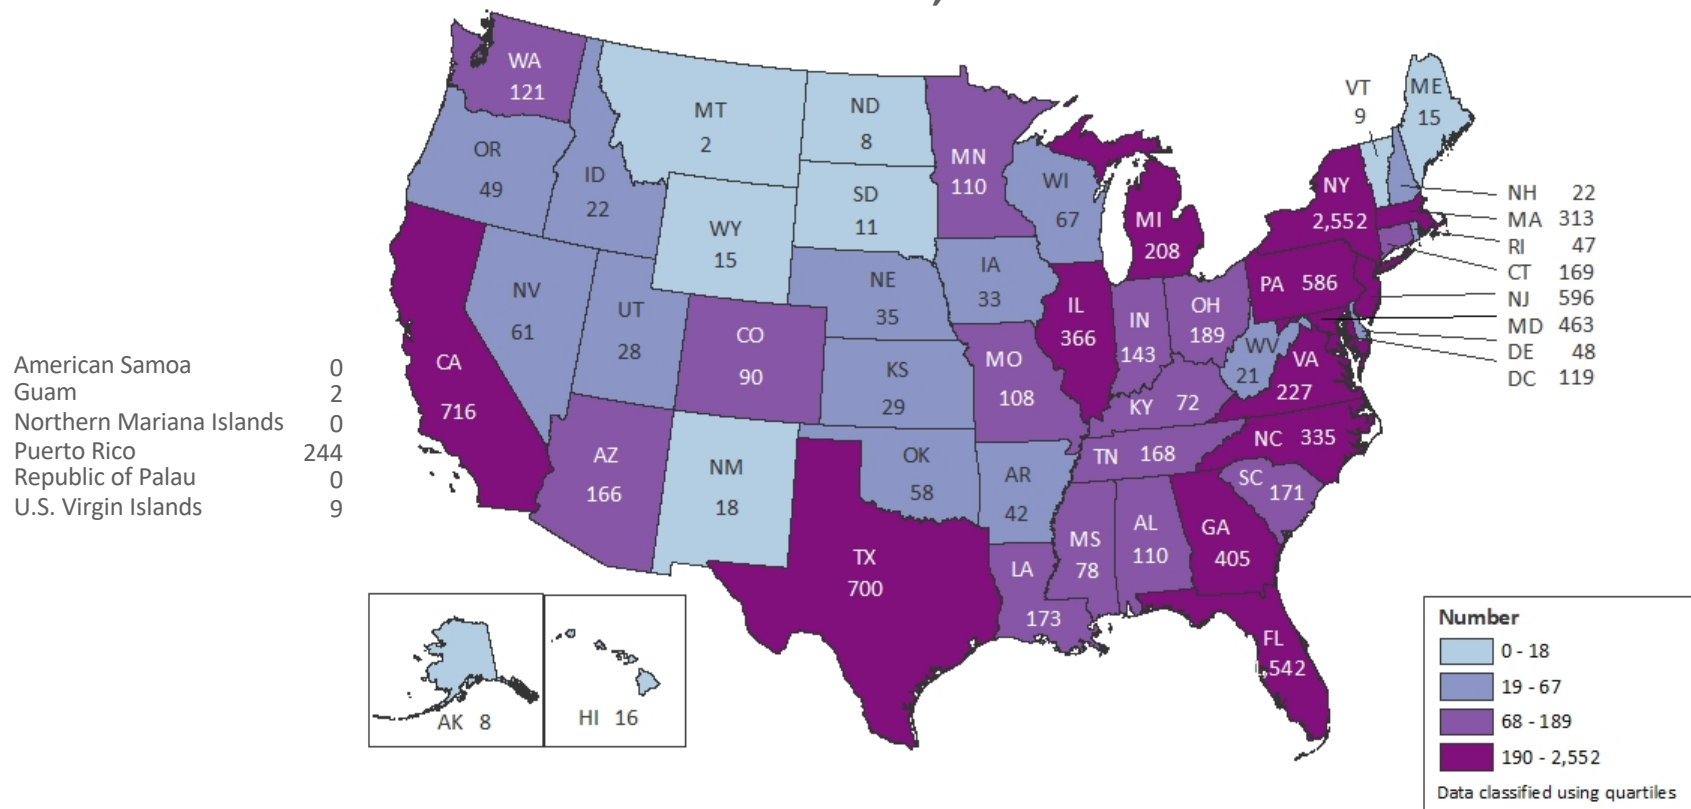 WA
121
MT
2
ND
8
MN
110
VT
9
ME
15
OR
49
ID
22
WY
15
SD
11
WI
67
MI
208
NY
2,552
NH 22
MA 313
RI 47
CT 169
NJ 596
MD 463
DE 48
DC 119
NV
61
UT
28
CO
90
NE
35
IA
33
IL
366
IN
143
OH
189
PA 586
WV
21
VA
227
CA
716
KS
29
MO
108
KY 72
NC 335
TN 168
SC 171
AZ
166
NM
18
OK
58
AR
42
MS
78
AL
110
GA
405
TX
700
LA
173
FL
,542
AK 8
HI 16
American Samoa 0
Guam 2
Northern Mariana Islands 0
Puerto Rico 244
Republic of Palau 0
U.S. Virgin Islands 9
Number
0 - 18
19 - 67
68 - 189
190 - 2,552
Data classified using quartiles